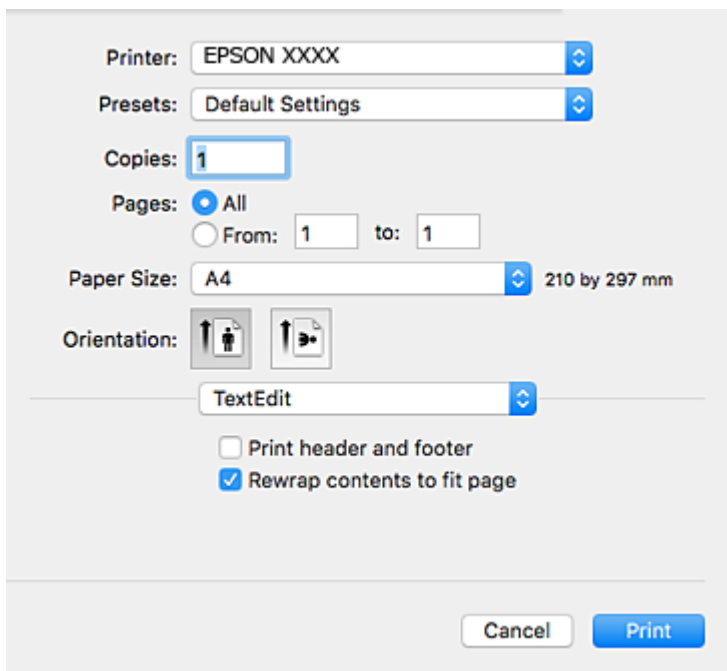 Printer: EPSON XXXX
Presets: Default Settings
Copies: 1
Pages: All
From: 1 to: 1
Paper Size: A4 210 by 297 mm
Orientation:
TextEdit
Print header and footer
Rewrap contents to fit page
Cancel Print